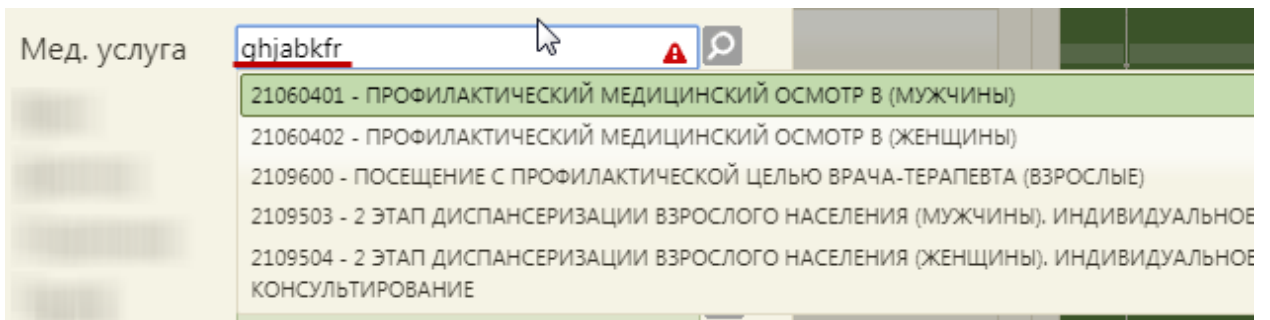 Мед. услуга ghjabkfr
21060401 - ПРОФИЛАКТИЧЕСКИЙ МЕДИЦИНСКИЙ ОСМОТР В (МУЖЧИНЫ)
21060402 - ПРОФИЛАКТИЧЕСКИЙ МЕДИЦИНСКИЙ ОСМОТР В (ЖЕНЩИНЫ)
2109600 - ПОСЕЩЕНИЕ С ПРОФИЛАКТИЧЕСКОЙ ЦЕЛЬЮ ВРАЧА-ТЕРАПЕВТА (ВЗРОСЛЫЕ)
2109503 - 2 ЭТАП ДИСПАНСЕРИЗАЦИИ ВЗРОСЛОГО НАСЕЛЕНИЯ (МУЖЧИНЫ). ИНДИВИДУАЛЬНОЕ
2109504 - 2 ЭТАП ДИСПАНСЕРИЗАЦИИ ВЗРОСЛОГО НАСЕЛЕНИЯ (ЖЕНЩИНЫ). ИНДИВИДУАЛЬНОЕ
КОНСУЛЬТИРОВАНИЕ